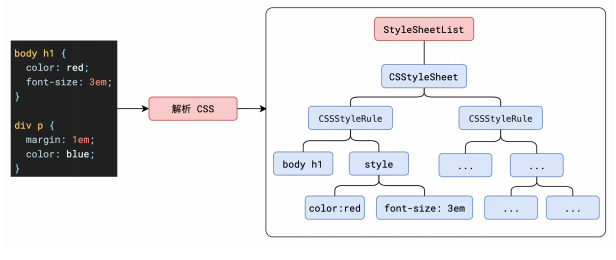 body h1 {
color: red;
font-size: 3em;
}
div p {
margin: 1em;
color: blue;
}
解析 CSS
StyleSheetList
CSStyleSheet
CSSStyleRule
CSSStyleRule
body h1
style
...
...
color:red
font-size: 3em
...
...